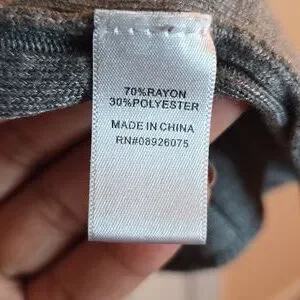 70%RAYON
30%POLYESTER
MADE IN CHINA
RN#08926075